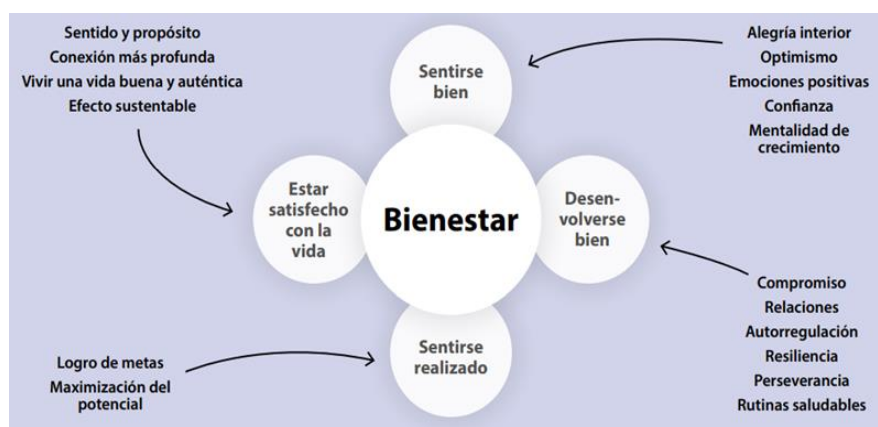 Sentido y propósito
Conexión más profunda
Vivir una vida buena y auténtica
Efecto sustentable
Sentirse
bien
Alegría interior
Optimismo
Emociones positivas
Confianza
Mentalidad de
crecimiento
Estar
satisfecho
con la
vida
Bienestar
Desen-
volverse
bien
Logro de metas
Maximización del
potencial
Sentirse
realizado
Compromiso
Relaciones
Autorregulación
Resiliencia
Perseverancia
Rutinas saludables